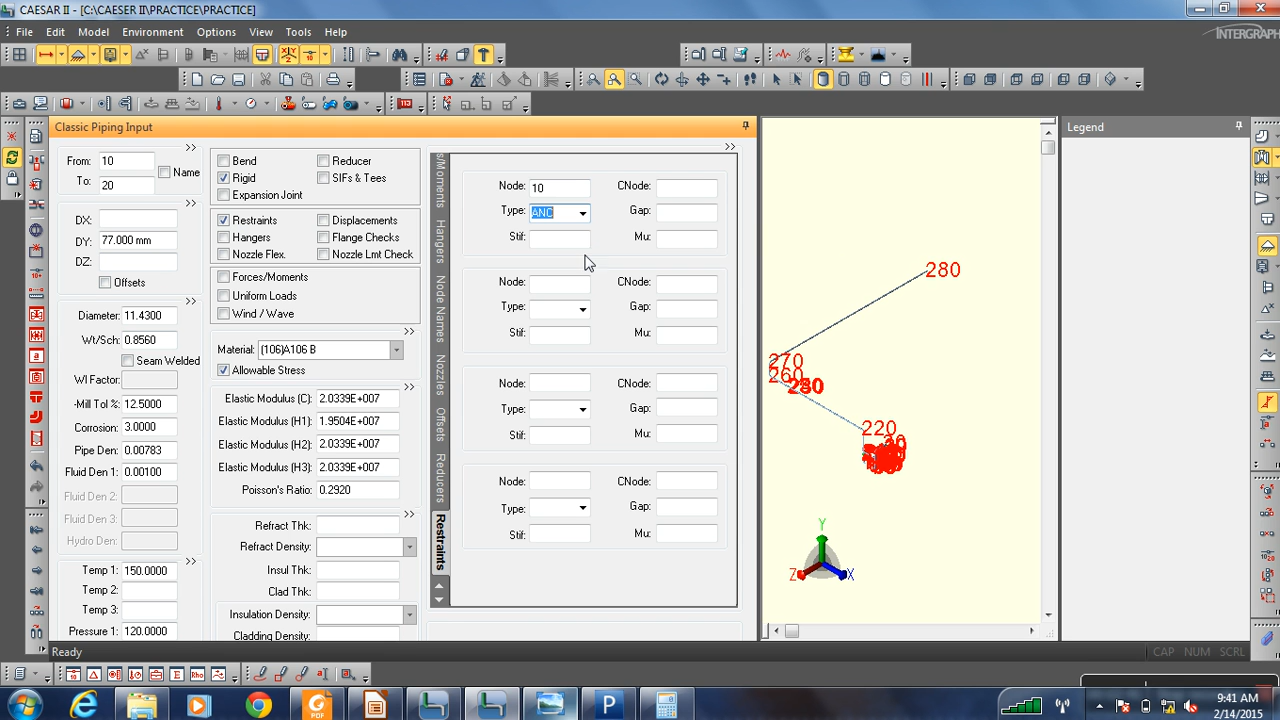 CAESAR II - [C:\CAESER II\PRACTICE\PRACTICE]
File Edit Model Environment Options View Tools Help
INTERGRAPH
113
Classic Piping Input
Legend
From: 10
To: 20
Name
DX:
DY: 77.000 mm
DZ:
Offsets
Diameter: 11.4300
Wt/Sch: 0.8560
Seam Welded
Wl Factor:
-Mill Tol %: 12.5000
Corrosion: 3.0000
Pipe Den: 0.00783
Fluid Den 1: 0.00100
Fluid Den 2:
Fluid Den 3:
Hydro Den:
Temp 1: 150.0000
Temp 2:
Temp 3:
Pressure 1: 120.0000
Bend Reducer
Rigid SIFs & Tees
Expansion Joint
Restraints Displacements
Hangers Flange Checks
Nozzle Flex. Nozzle Lmt Check
Forces/Moments
Uniform Loads
Wind / Wave
Material: (106)A106 B
Allowable Stress
Elastic Modulus (C): 2.0339E+007
Elastic Modulus (H1): 1.9504E+007
Elastic Modulus (H2): 2.0339E+007
Elastic Modulus (H3): 2.0339E+007
Poisson's Ratio: 0.2920
Refract Thk:
Refract Density:
Insul Thk:
Clad Thk:
Insulation Density:
Cladding Density:
s/Moments
Hangers
Node Names
Nozzles
Offsets
Reducers
Restraints
Node: 10 CNode:
Type: ANC Gap:
Stif: Mu:
Node: CNode:
Type: Gap:
Stif: Mu:
Node: CNode:
Type: Gap:
Stif: Mu:
Node: CNode:
Type: Gap:
Stif: Mu:
280
270
260
220
Y
Z X
Ready
CAP NUM SCRL
PDF
P
9:41 AM
2/14/2015